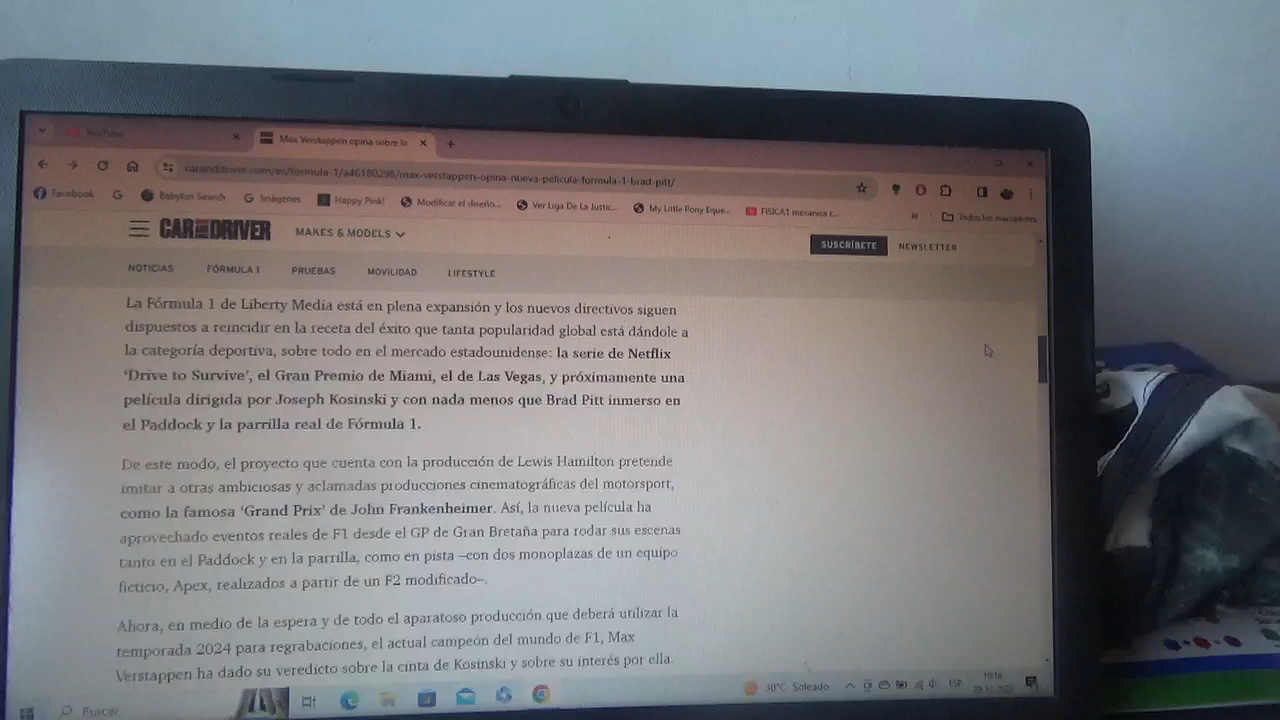 YouTube
Max Verstappen opina sobre la
caranddriver.com/es/formula-1/a46180298/max-verstappen-opina-nueva-pelicula-formula-1-brad-pitt/
Facebook G Babylon Search G Imágenes Happy Pink! Modificar el diseño... Ver Liga De La Justic... My Little Pony Eque... FISICA1 mecanica c... » Todos los marcadores
CAR AND DRIVER MAKES & MODELS SUSCRÍBETE NEWSLETTER
NOTICIAS FÓRMULA 1 PRUEBAS MOVILIDAD LIFESTYLE
La Fórmula 1 de Liberty Media está en plena expansión y los nuevos directivos siguen
dispuestos a reincidir en la receta del éxito que tanta popularidad global está dándole a
la categoría deportiva, sobre todo en el mercado estadounidense: la serie de Netflix
‘Drive to Survive’, el Gran Premio de Miami, el de Las Vegas, y próximamente una
película dirigida por Joseph Kosinski y con nada menos que Brad Pitt inmerso en
el Paddock y la parrilla real de Fórmula 1.
De este modo, el proyecto que cuenta con la producción de Lewis Hamilton pretende
imitar a otras ambiciosas y aclamadas producciones cinematográficas del motorsport,
como la famosa ‘Grand Prix’ de John Frankenheimer. Así, la nueva película ha
aprovechado eventos reales de F1 desde el GP de Gran Bretaña para rodar sus escenas
tanto en el Paddock y en la parrilla, como en pista –con dos monoplazas de un equipo
ficticio, Apex, realizados a partir de un F2 modificado–.
Ahora, en medio de la espera y de todo el aparatoso producción que deberá utilizar la
temporada 2024 para regrabaciones, el actual campeón del mundo de F1, Max
Verstappen ha dado su veredicto sobre la cinta de Kosinski y sobre su interés por ella.
Buscar 30°C Soleado ESP